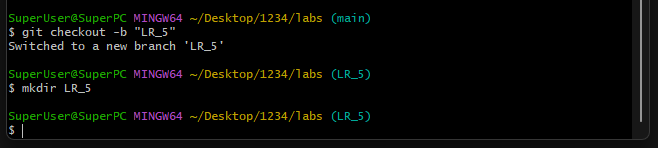 SuperUser@SuperPC MINGW64 ~/Desktop/1234/labs (main)
$ git checkout -b "LR_5"
Switched to a new branch 'LR_5'
SuperUser@SuperPC MINGW64 ~/Desktop/1234/labs (LR_5)
$ mkdir LR_5
SuperUser@SuperPC MINGW64 ~/Desktop/1234/labs (LR_5)
$